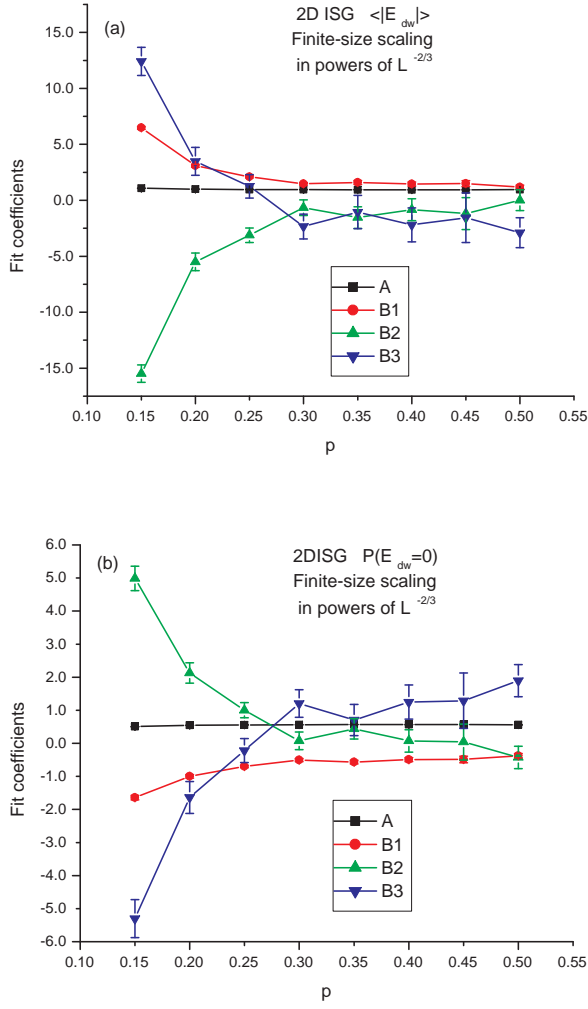 (a)
2D ISG <|E dw|>
Finite-size scaling
in powers of L -2/3
15.0
10.0
5.0
0.0
-5.0
-10.0
-15.0
Fit coefficients
A
B1
B2
B3
0.10 0.15 0.20 0.25 0.30 0.35 0.40 0.45 0.50 0.55
p
(b)
2DISG P(E dw=0)
Finite-size scaling
in powers of L -2/3
6.0
5.0
4.0
3.0
2.0
1.0
0.0
-1.0
-2.0
-3.0
-4.0
-5.0
-6.0
Fit coefficients
A
B1
B2
B3
0.10 0.15 0.20 0.25 0.30 0.35 0.40 0.45 0.50 0.55
p